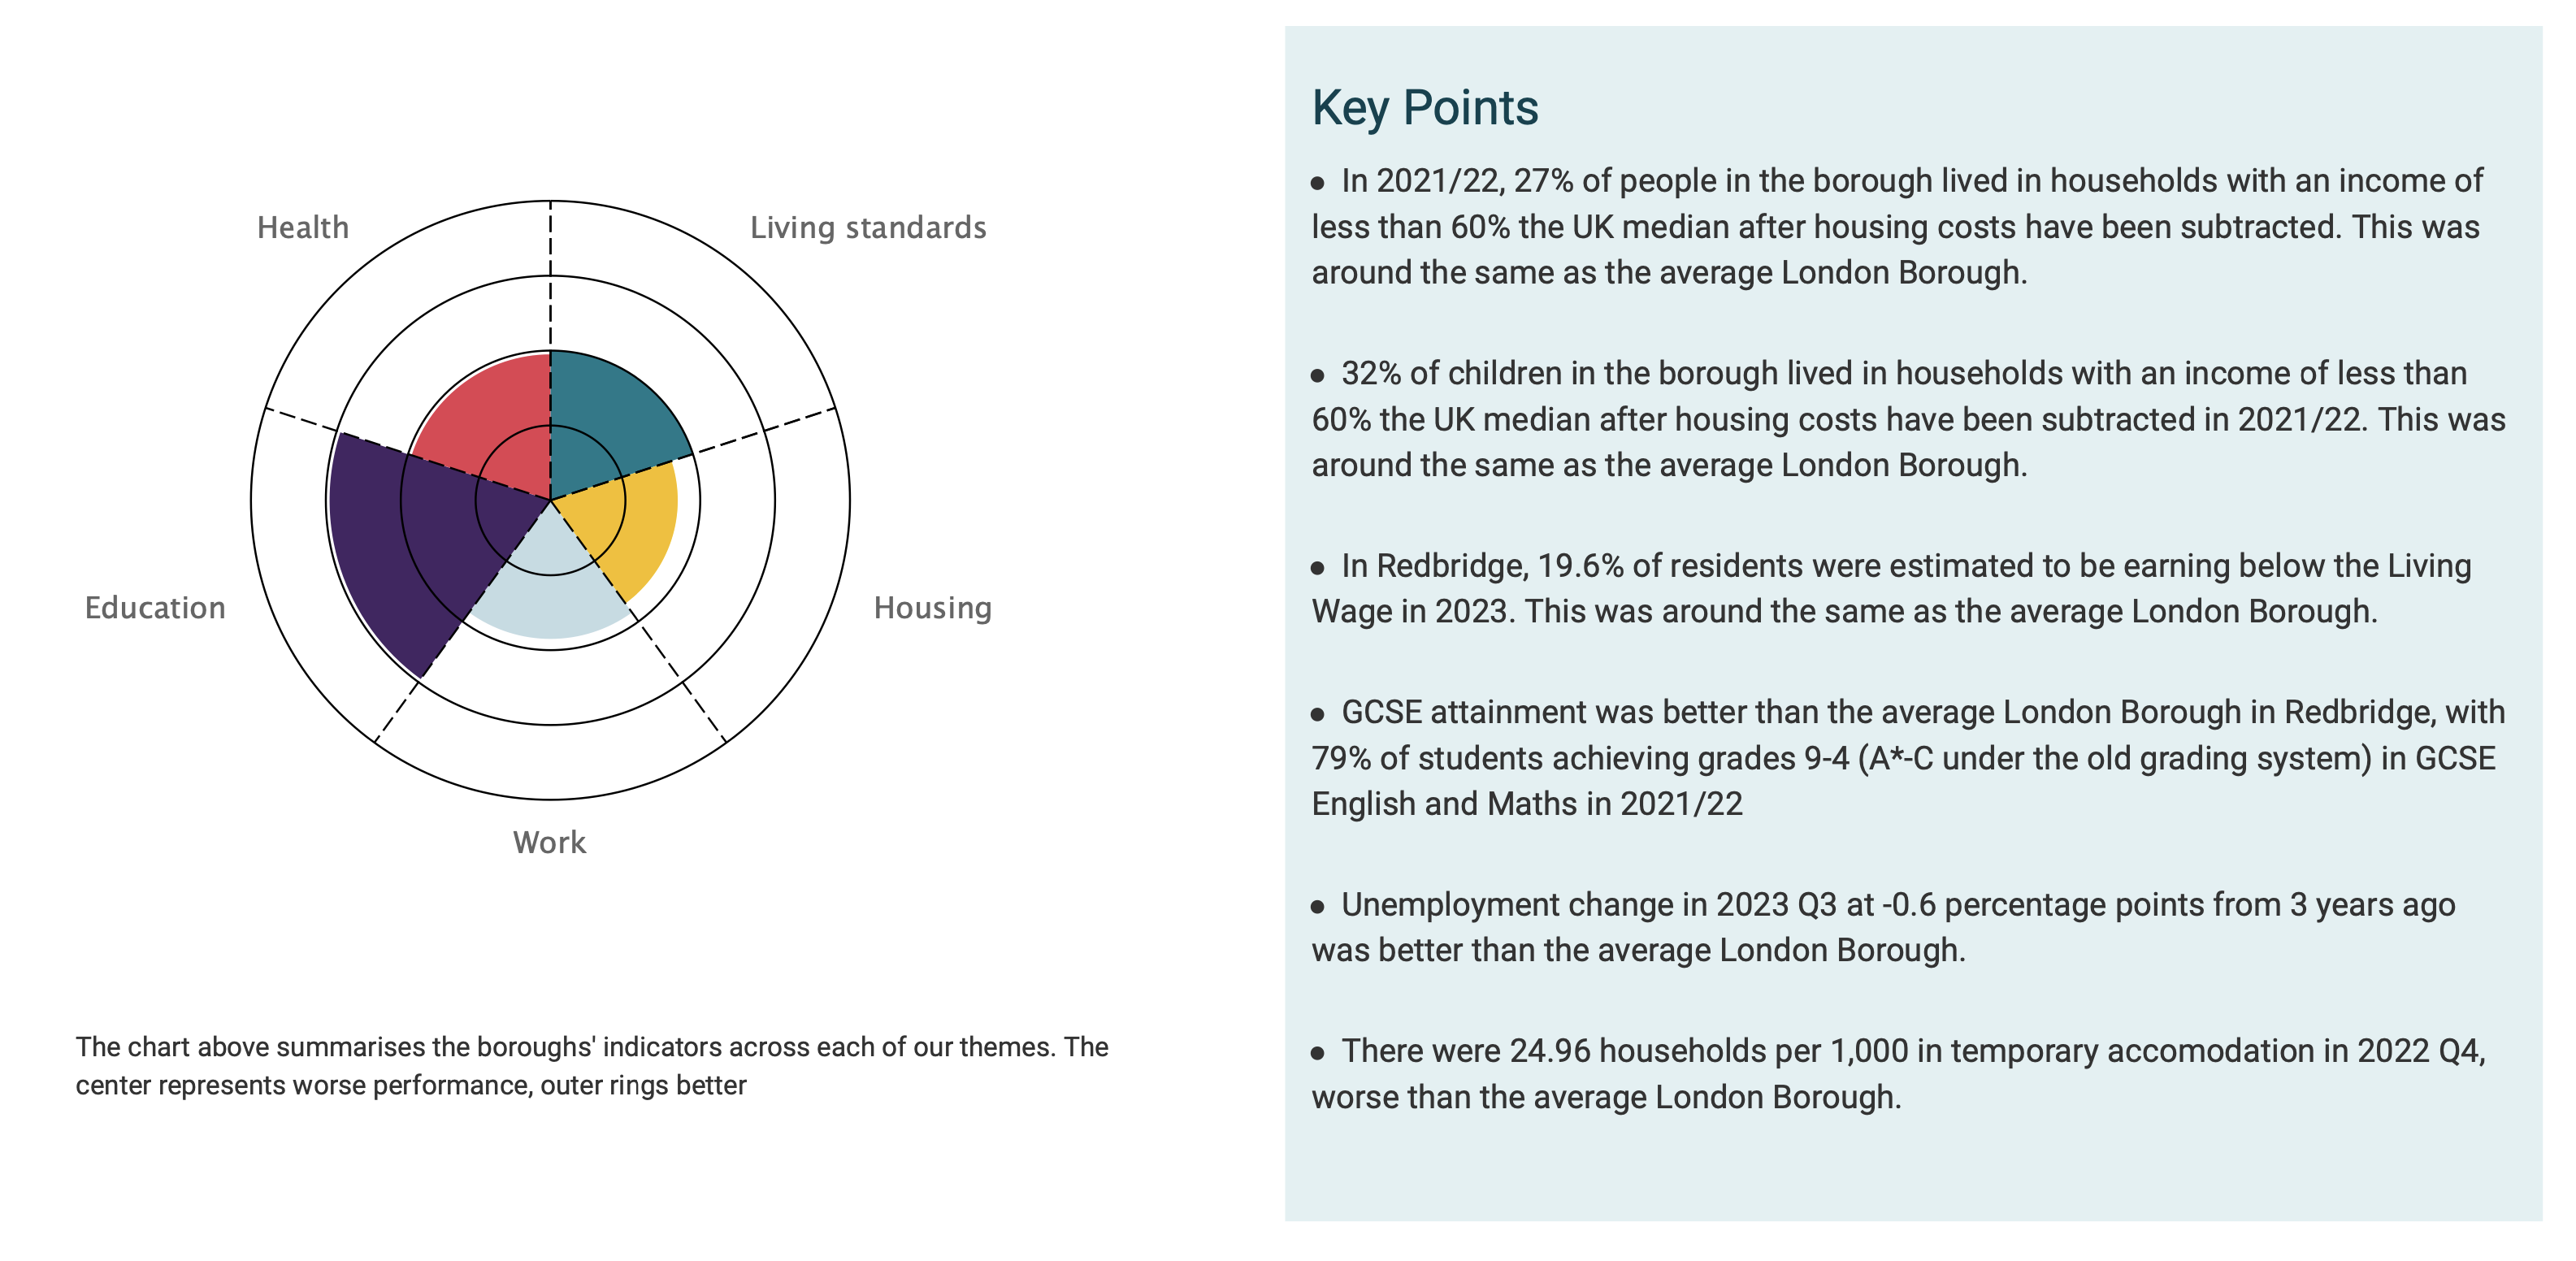 Health
Living standards
Education
Housing
Work
The chart above summarises the boroughs' indicators across each of our themes. The
center represents worse performance, outer rings better
Key Points
• In 2021/22, 27% of people in the borough lived in households with an income of
less than 60% the UK median after housing costs have been subtracted. This was
around the same as the average London Borough.
• 32% of children in the borough lived in households with an income of less than
60% the UK median after housing costs have been subtracted in 2021/22. This was
around the same as the average London Borough.
• In Redbridge, 19.6% of residents were estimated to be earning below the Living
Wage in 2023. This was around the same as the average London Borough.
• GCSE attainment was better than the average London Borough in Redbridge, with
79% of students achieving grades 9-4 (A*-C under the old grading system) in GCSE
English and Maths in 2021/22
• Unemployment change in 2023 Q3 at -0.6 percentage points from 3 years ago
was better than the average London Borough.
• There were 24.96 households per 1,000 in temporary accomodation in 2022 Q4,
worse than the average London Borough.